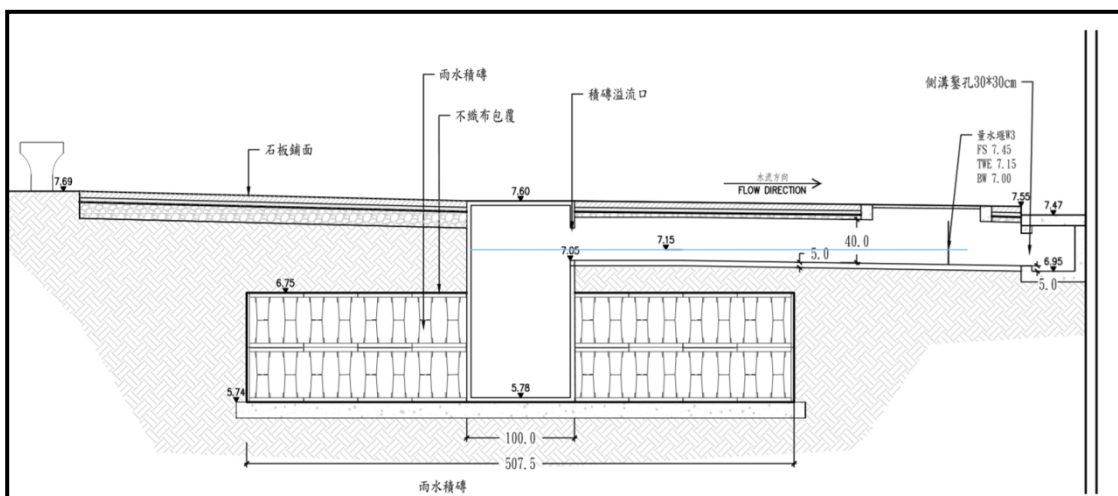 雨水積磚
積磚溢流口
不織布包覆
石板鋪面
側溝鑿孔30*30cm
量水堰W3
FS 7.45
TWE 7.15
BW 7.00
水流方向
FLOW DIRECTION
7.69
7.60
7.55
7.47
7.05
7.15
5.0
40.0
6.95
5.0
6.75
5.74
5.78
100.0
507.5
雨水積磚